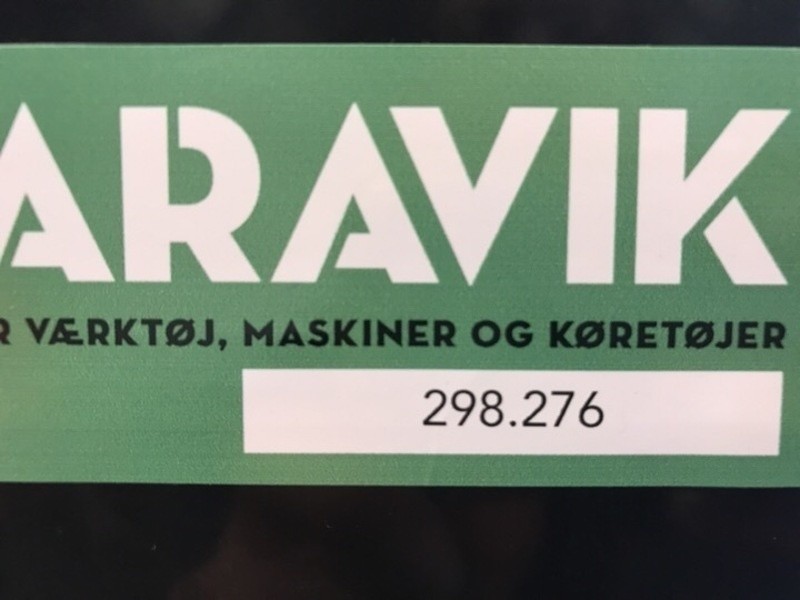 ARAVIK
R VÆRKTØJ, MASKINER OG KØRETØJER
298.276